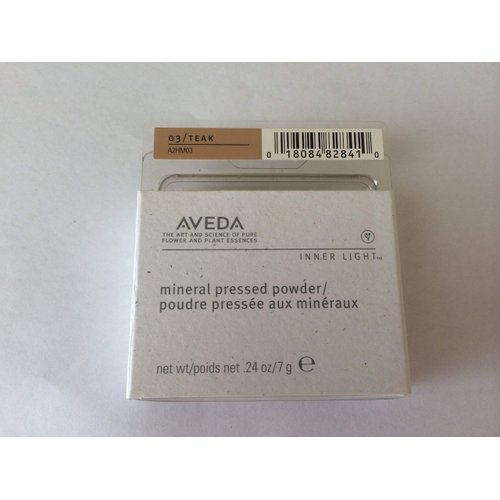 03/TEAK
A2HM03
0 18084 82841 0
AVEDA
THE ART AND SCIENCE OF PURE
FLOWER AND PLANT ESSENCES
INNER LIGHT™
mineral pressed powder/
poudre pressée aux minéraux
net wt/poids net .24 oz/7 g ℮